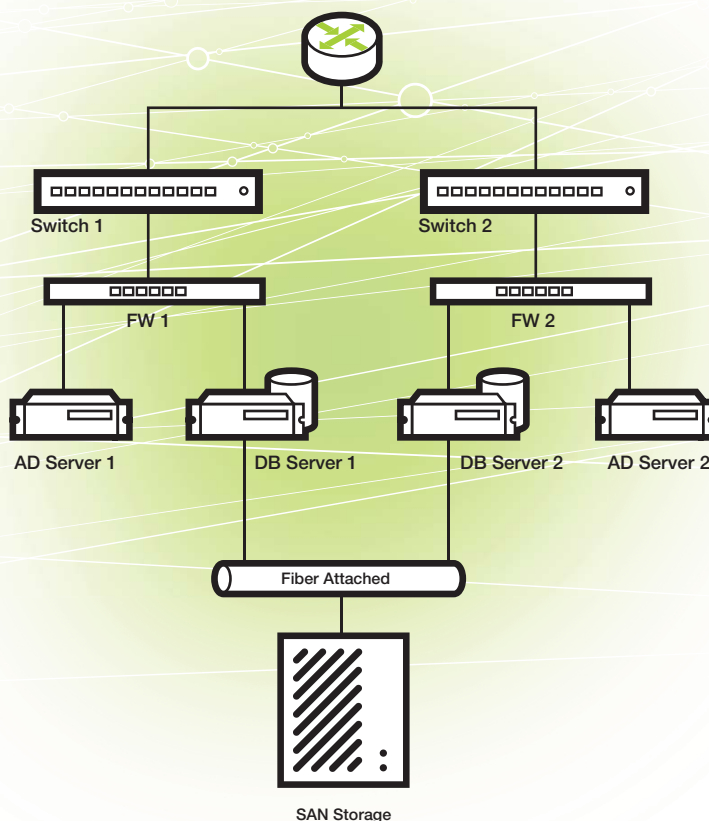 Switch 1
Switch 2
FW 1
FW 2
AD Server 1
DB Server 1
DB Server 2
AD Server 2
Fiber Attached
SAN Storage